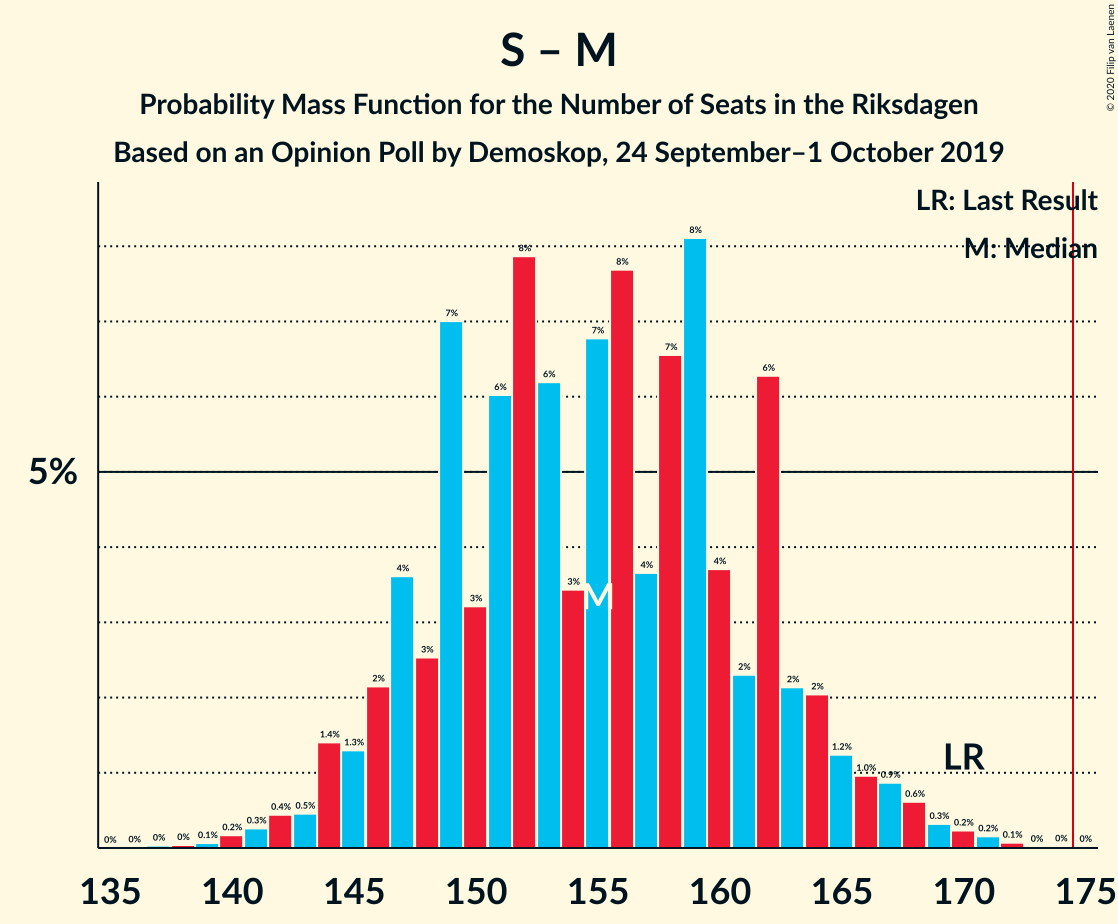 S – M
Probability Mass Function for the Number of Seats in the Riksdagen
Based on an Opinion Poll by Demoskop, 24 September–1 October 2019
© 2020 Filip van Laenen
LR: Last Result
M: Median
5%
0% 0% 0% 0% 0.1% 0.2% 0.3% 0.4% 0.5% 1.4% 1.3% 2% 4% 3% 7% 3% 6% 8% 6% 3% 7% 8% 4% 7% 8% 4% 2% 6% 2% 2% 1.2% 1.0% 0.9% 0.6% 0.3% 0.2% 0.2% 0.1% 0% 0% 0%
M
LR
135 140 145 150 155 160 165 170 175